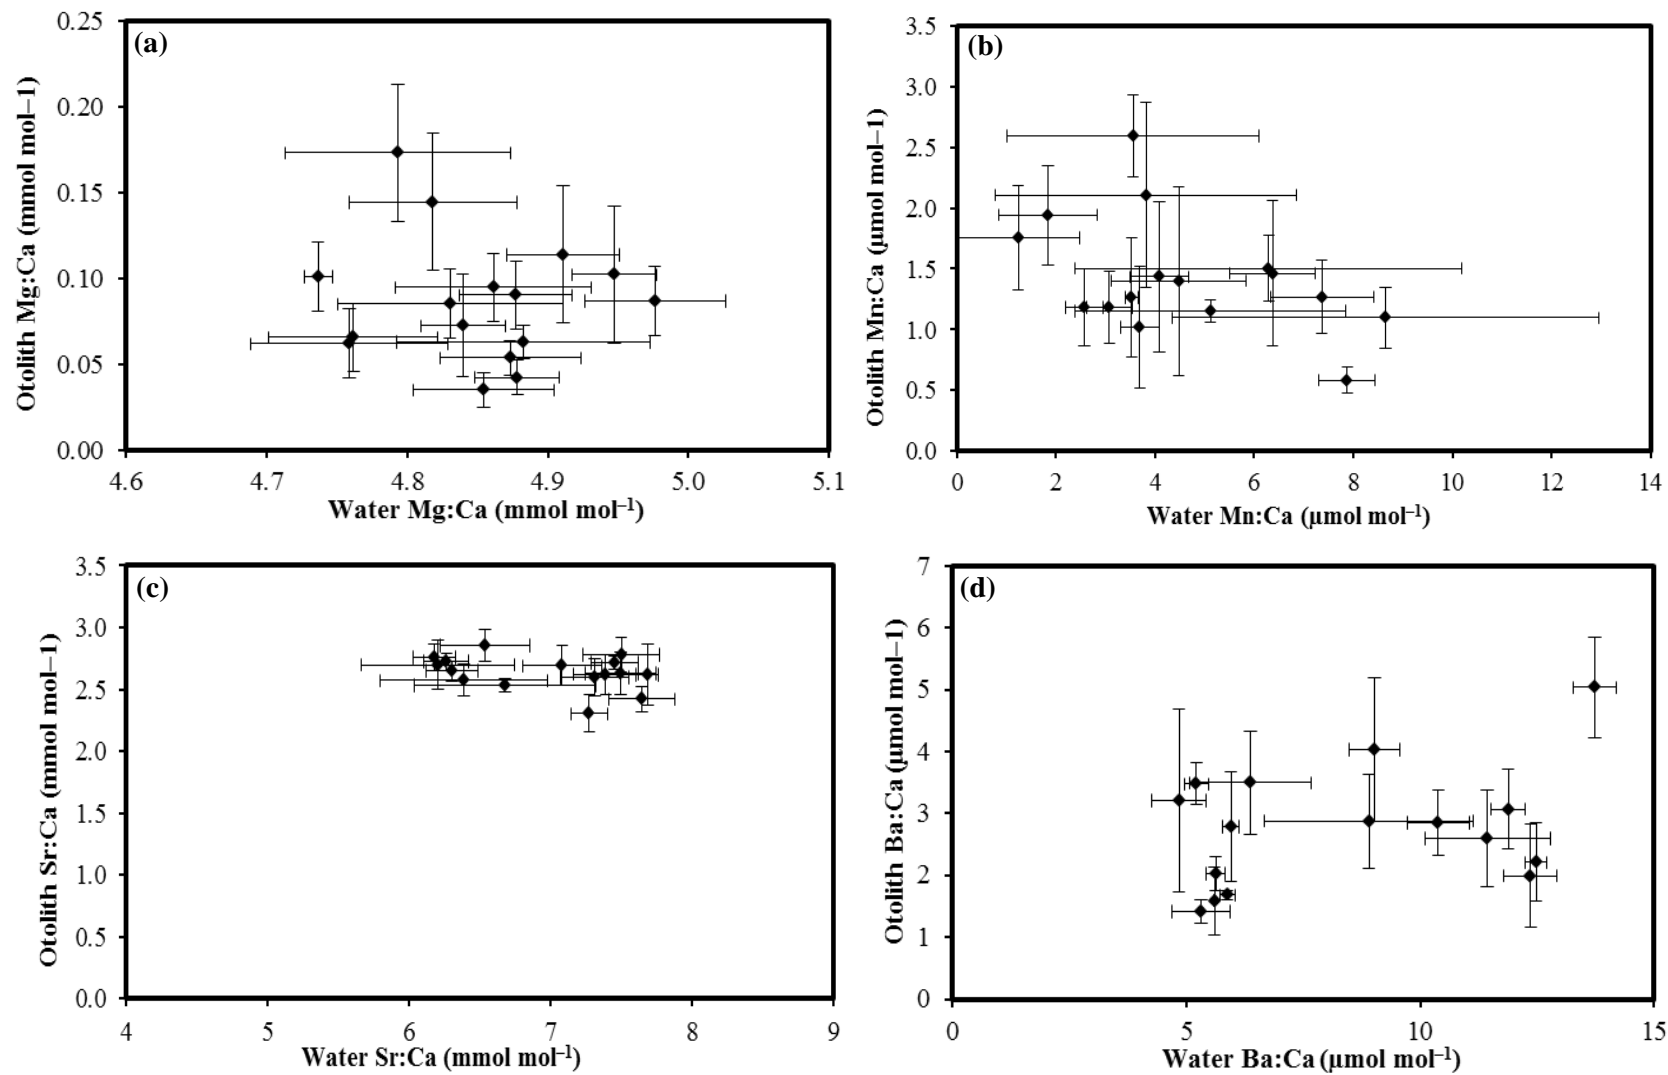 (a)
Otolith Mg:Ca (mmol mol–1)
0.25
0.20
0.15
0.10
0.05
0.00
4.6 4.7 4.8 4.9 5.0 5.1
Water Mg:Ca (mmol mol–1)
(b)
Otolith Mn:Ca (µmol mol–1)
3.5
3.0
2.5
2.0
1.5
1.0
0.5
0.0
0 2 4 6 8 10 12 14
Water Mn:Ca (µmol mol–1)
(c)
Otolith Sr:Ca (mmol mol–1)
3.5
3.0
2.5
2.0
1.5
1.0
0.5
0.0
4 5 6 7 8 9
Water Sr:Ca (mmol mol–1)
(d)
Otolith Ba:Ca (µmol mol–1)
7
6
5
4
3
2
1
0
0 5 10 15
Water Ba:Ca (µmol mol–1)